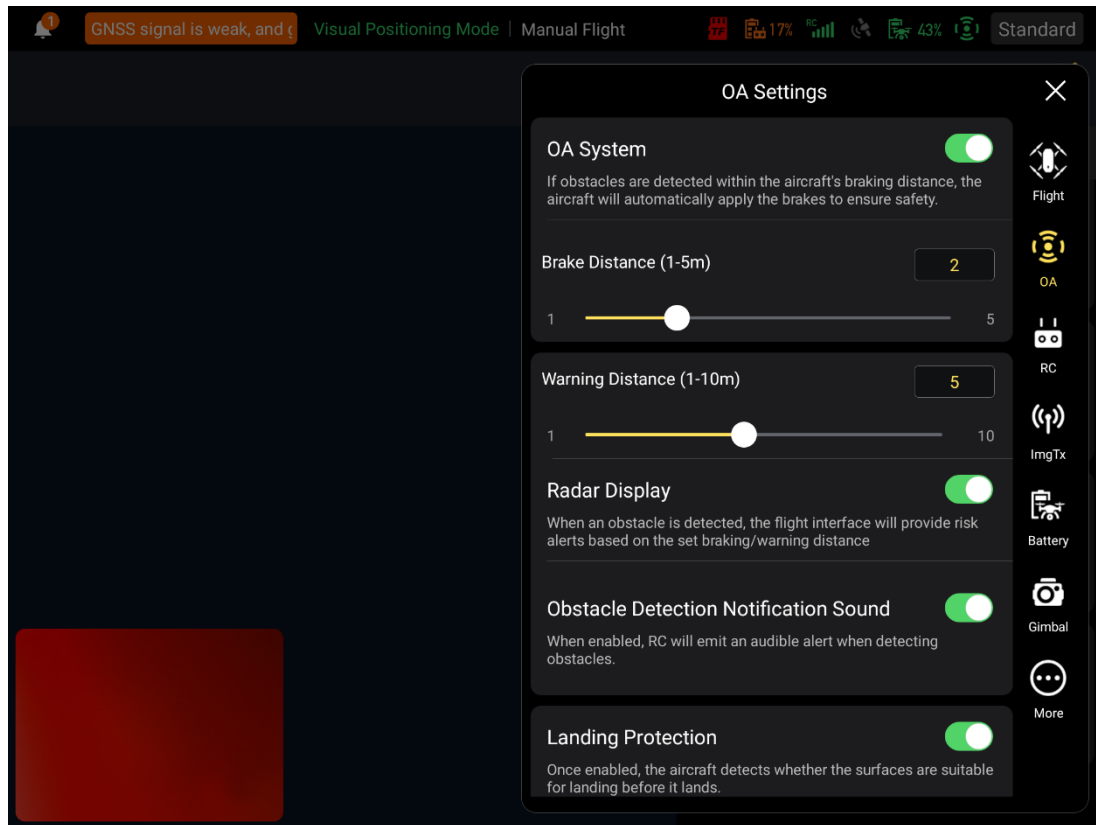 1
GNSS signal is weak, and g
Visual Positioning Mode | Manual Flight
TF
17%
RC
43%
Standard
OA Settings
OA System
If obstacles are detected within the aircraft's braking distance, the
aircraft will automatically apply the brakes to ensure safety.
Brake Distance (1-5m)
2
1
5
Warning Distance (1-10m)
5
1
10
Radar Display
When an obstacle is detected, the flight interface will provide risk
alerts based on the set braking/warning distance
Obstacle Detection Notification Sound
When enabled, RC will emit an audible alert when detecting
obstacles.
Landing Protection
Once enabled, the aircraft detects whether the surfaces are suitable
for landing before it lands.
Flight
OA
RC
ImgTx
Battery
Gimbal
More